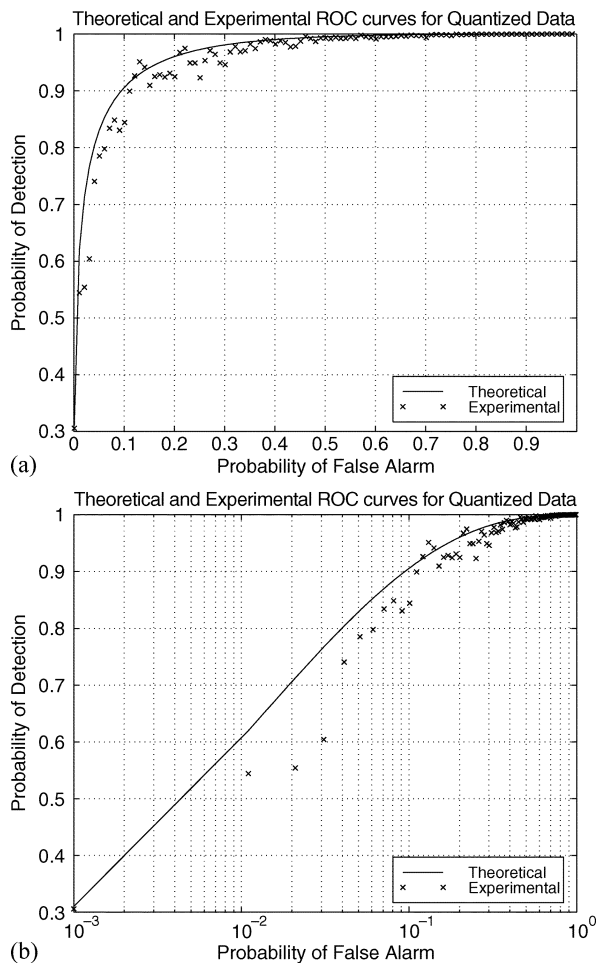 Theoretical and Experimental ROC curves for Quantized Data
1
0.9
0.8
0.7
0.6
0.5
0.4
0.3
Probability of Detection
Theoretical
Experimental
0 0.1 0.2 0.3 0.4 0.5 0.6 0.7 0.8 0.9
Probability of False Alarm
(a)
Theoretical and Experimental ROC curves for Quantized Data
1
0.9
0.8
0.7
0.6
0.5
0.4
0.3
Probability of Detection
Theoretical
Experimental
10⁻³ 10⁻² 10⁻¹ 10⁰
Probability of False Alarm
(b)